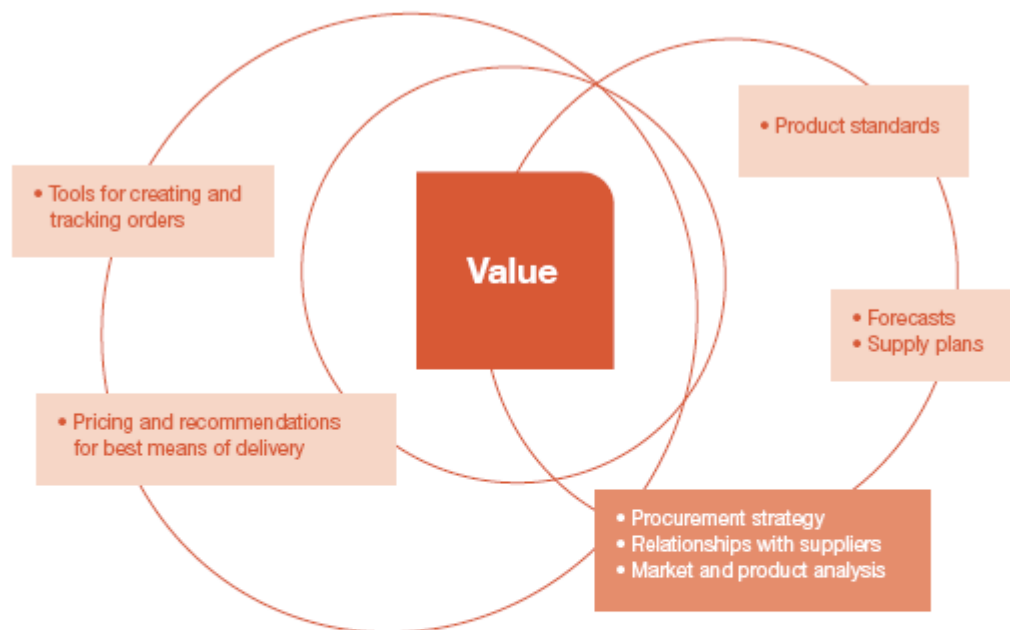 • Product standards
• Tools for creating and
tracking orders
Value
• Forecasts
• Supply plans
• Pricing and recommendations
for best means of delivery
• Procurement strategy
• Relationships with suppliers
• Market and product analysis